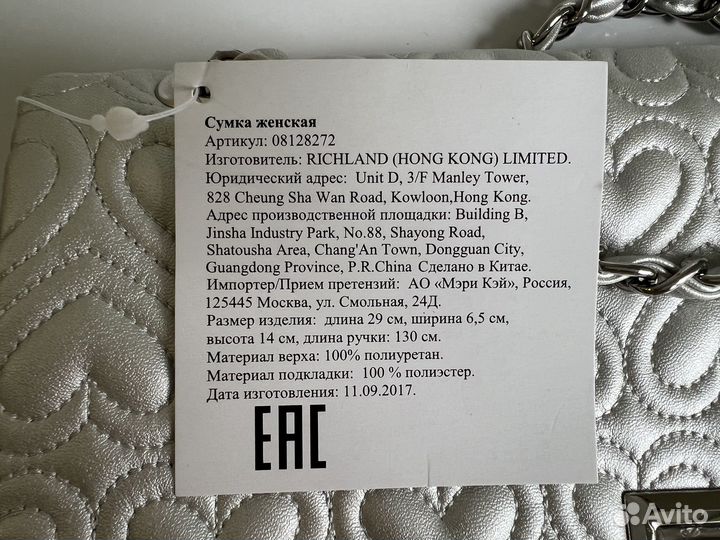 Сумка женская
Артикул: 08128272
Изготовитель: RICHLAND (HONG KONG) LIMITED.
Юридический адрес: Unit D, 3/F Manley Tower,
828 Cheung Sha Wan Road, Kowloon,Hong Kong.
Адрес производственной площадки: Building B,
Jinsha Industry Park, No.88, Shayong Road,
Shatousha Area, Chang'An Town, Dongguan City,
Guangdong Province, P.R.China Сделано в Китае.
Импортер/Прием претензий: АО «Мэри Кэй», Россия,
125445 Москва, ул. Смольная, 24Д.
Размер изделия: длина 29 см, ширина 6,5 см,
высота 14 см, длина ручки: 130 см.
Материал верха: 100% полиуретан.
Материал подкладки: 100 % полиэстер.
Дата изготовления: 11.09.2017.
EAC
Avito